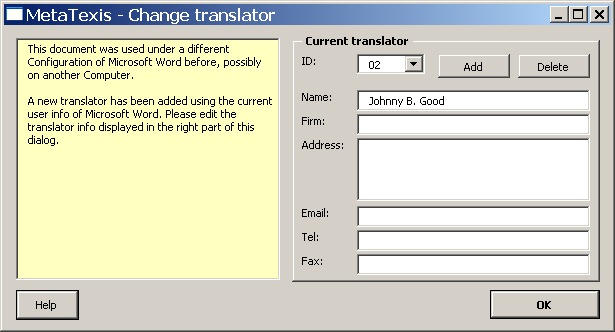 MetaTexis - Change translator
This document was used under a different
Configuration of Microsoft Word before, possibly
on another Computer.
A new translator has been added using the current
user info of Microsoft Word. Please edit the
translator info displayed in the right part of this
dialog.
Current translator
ID: 02 Add Delete
Name: Johnny B. Good
Firm:
Address:
Email:
Tel:
Fax:
Help OK